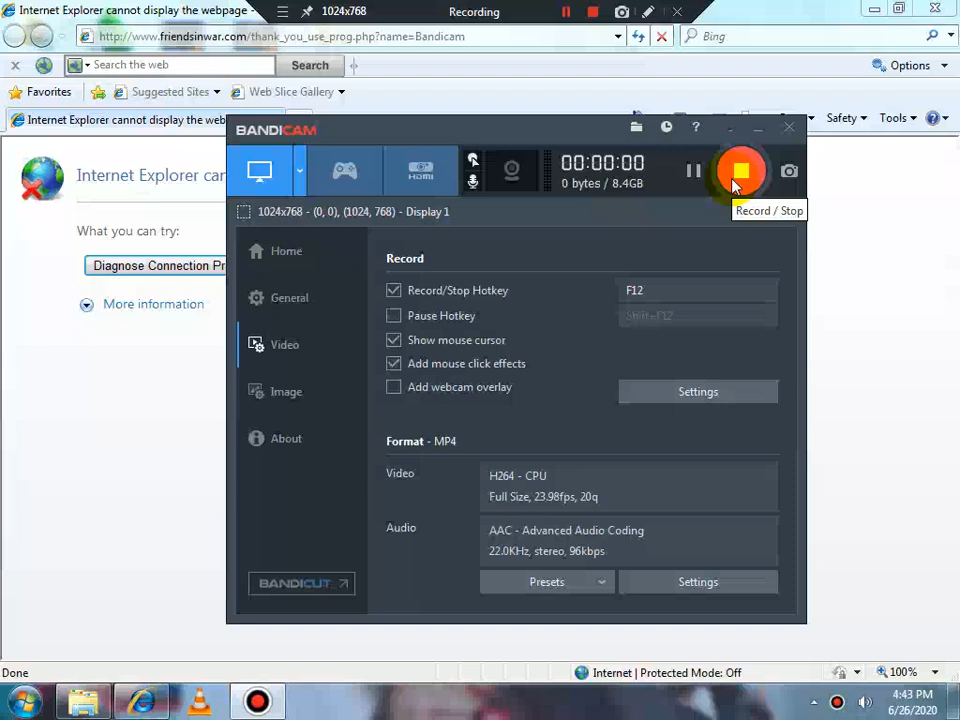 Internet Explorer cannot display the webpage -
1024x768
Recording
http://www.friendsinwar.com/thank_you_use_prog.php?name=Bandicam
Bing
Search the web
Search
Options
Favorites
Suggested Sites
Web Slice Gallery
Internet Explorer cannot display the web
Safety
Tools
BANDICAM
?
Internet Explorer car
HDMI
00:00:00
0 bytes / 8.4GB
Record / Stop
1024x768 - (0, 0), (1024, 768) - Display 1
What you can try:
Diagnose Connection Pr
More information
Home
General
Video
Image
About
BANDICUT
Record
Record/Stop Hotkey
F12
Pause Hotkey
Shift+F12
Show mouse cursor
Add mouse click effects
Add webcam overlay
Settings
Format - MP4
Video
H264 - CPU
Full Size, 23.98fps, 20q
Audio
AAC - Advanced Audio Coding
22.0KHz, stereo, 96kbps
Presets
Settings
Done
Internet | Protected Mode: Off
100%
4:43 PM
6/26/2020